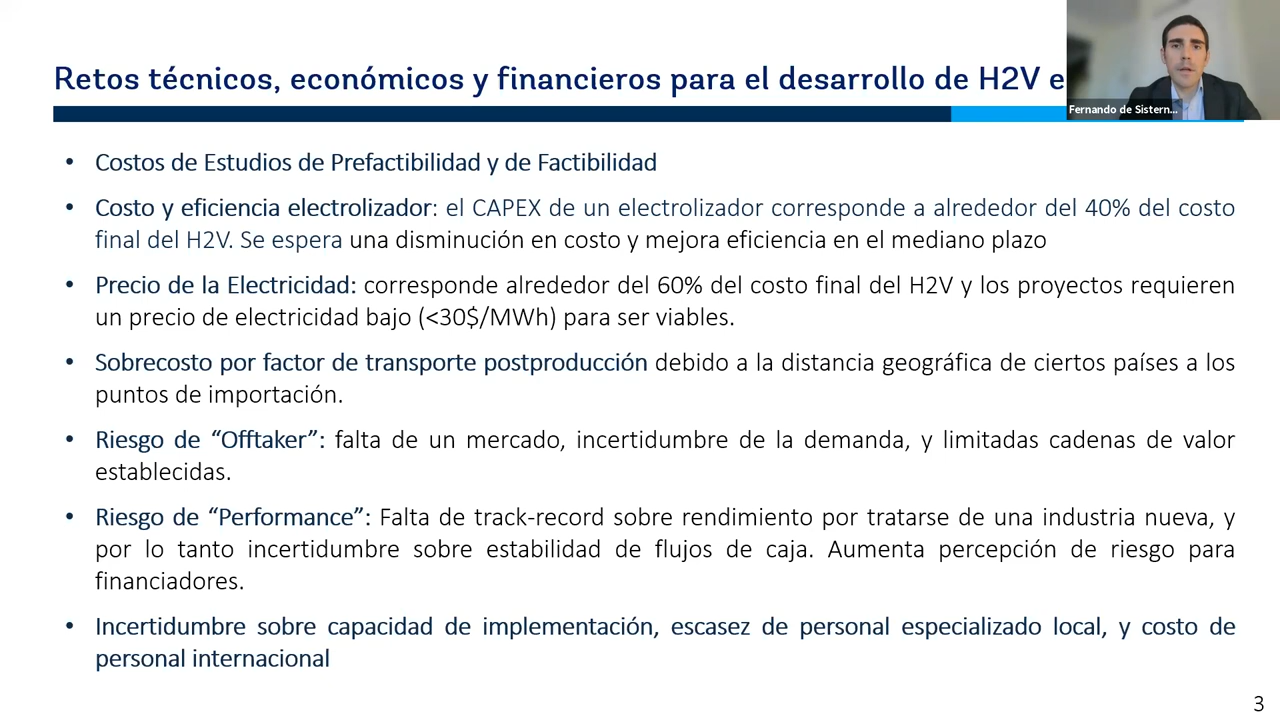 Retos técnicos, económicos y financieros para el desarrollo de H2V e
Fernando de Sistern...
• Costos de Estudios de Prefactibilidad y de Factibilidad
• Costo y eficiencia electrolizador: el CAPEX de un electrolizador corresponde a alrededor del 40% del costo
final del H2V. Se espera una disminución en costo y mejora eficiencia en el mediano plazo
• Precio de la Electricidad: corresponde alrededor del 60% del costo final del H2V y los proyectos requieren
un precio de electricidad bajo (<30$/MWh) para ser viables.
• Sobrecosto por factor de transporte postproducción debido a la distancia geográfica de ciertos países a los
puntos de importación.
• Riesgo de “Offtaker”: falta de un mercado, incertidumbre de la demanda, y limitadas cadenas de valor
establecidas.
• Riesgo de “Performance”: Falta de track-record sobre rendimiento por tratarse de una industria nueva, y
por lo tanto incertidumbre sobre estabilidad de flujos de caja. Aumenta percepción de riesgo para
financiadores.
• Incertidumbre sobre capacidad de implementación, escasez de personal especializado local, y costo de
personal internacional
3